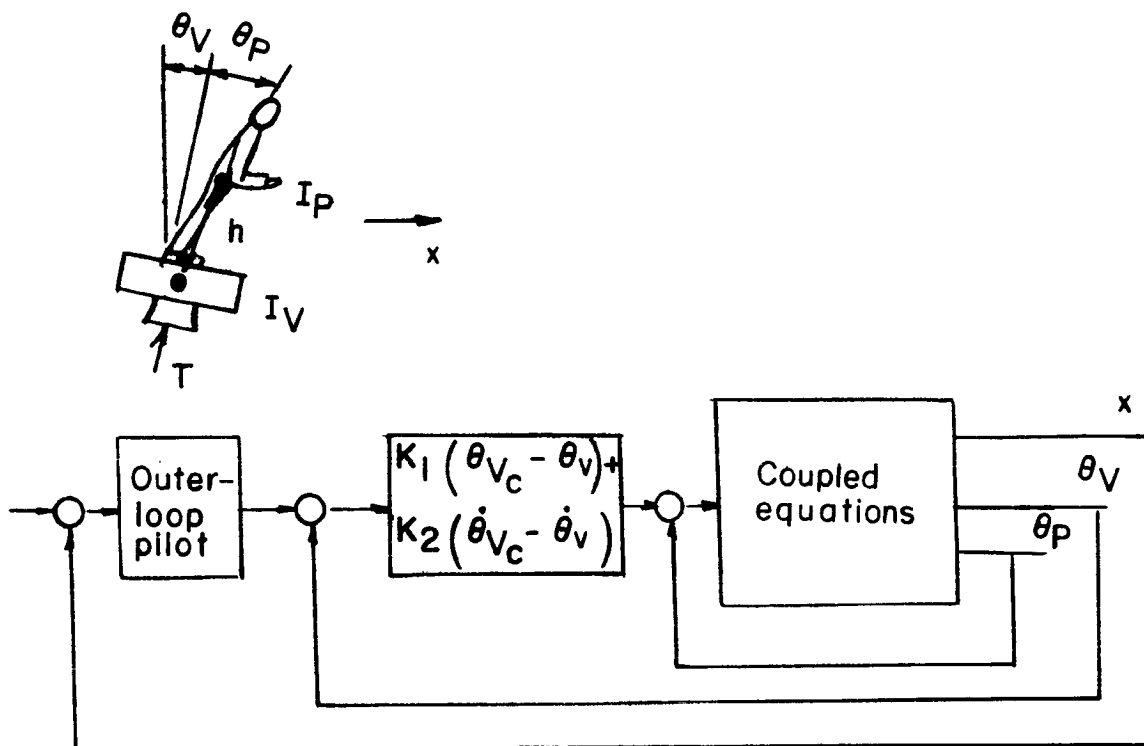 θV θP
IP
h
x
IV
T
x
Outer-
loop
pilot
K1 (θVc - θv)+
K2 (θ̇Vc - θ̇v)
Coupled
equations
θV
θP